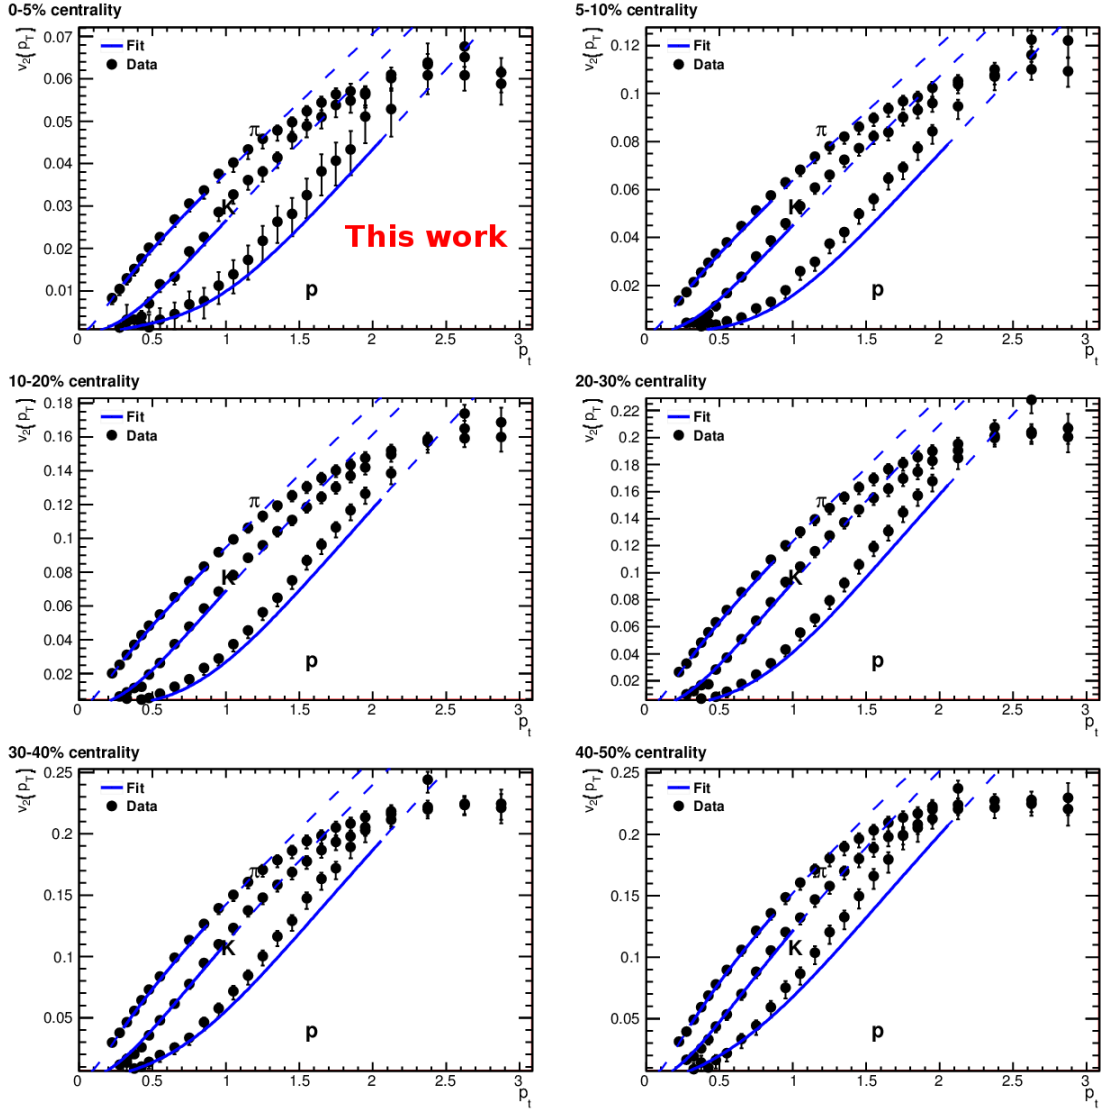 0-5% centrality
v2{pT}
0.07
0.06
0.05
0.04
0.03
0.02
0.01
Fit
Data
π
K
This work
p
0 0.5 1 1.5 2 2.5 3
pt
5-10% centrality
v2{pT}
0.12
0.1
0.08
0.06
0.04
0.02
Fit
Data
π
K
p
0 0.5 1 1.5 2 2.5 3
pt
10-20% centrality
v2{pT}
0.18
0.16
0.14
0.12
0.1
0.08
0.06
0.04
0.02
Fit
Data
π
K
p
0 0.5 1 1.5 2 2.5 3
pt
20-30% centrality
v2{pT}
0.22
0.2
0.18
0.16
0.14
0.12
0.1
0.08
0.06
0.04
0.02
Fit
Data
π
K
p
0 0.5 1 1.5 2 2.5 3
pt
30-40% centrality
v2{pT}
0.25
0.2
0.15
0.1
0.05
Fit
Data
π
K
p
0 0.5 1 1.5 2 2.5 3
pt
40-50% centrality
v2{pT}
0.25
0.2
0.15
0.1
0.05
Fit
Data
π
K
p
0 0.5 1 1.5 2 2.5 3
pt